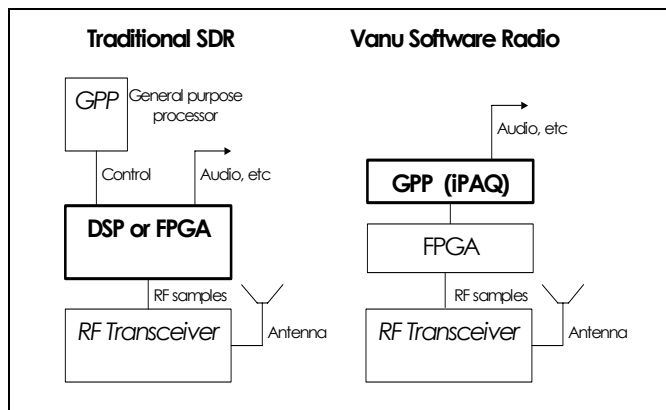 Traditional SDR
GPP
General purpose
processor
Control
Audio, etc
DSP or FPGA
RF samples
RF Transceiver
Antenna
Vanu Software Radio
Audio, etc
GPP (iPAQ)
FPGA
RF samples
RF Transceiver
Antenna